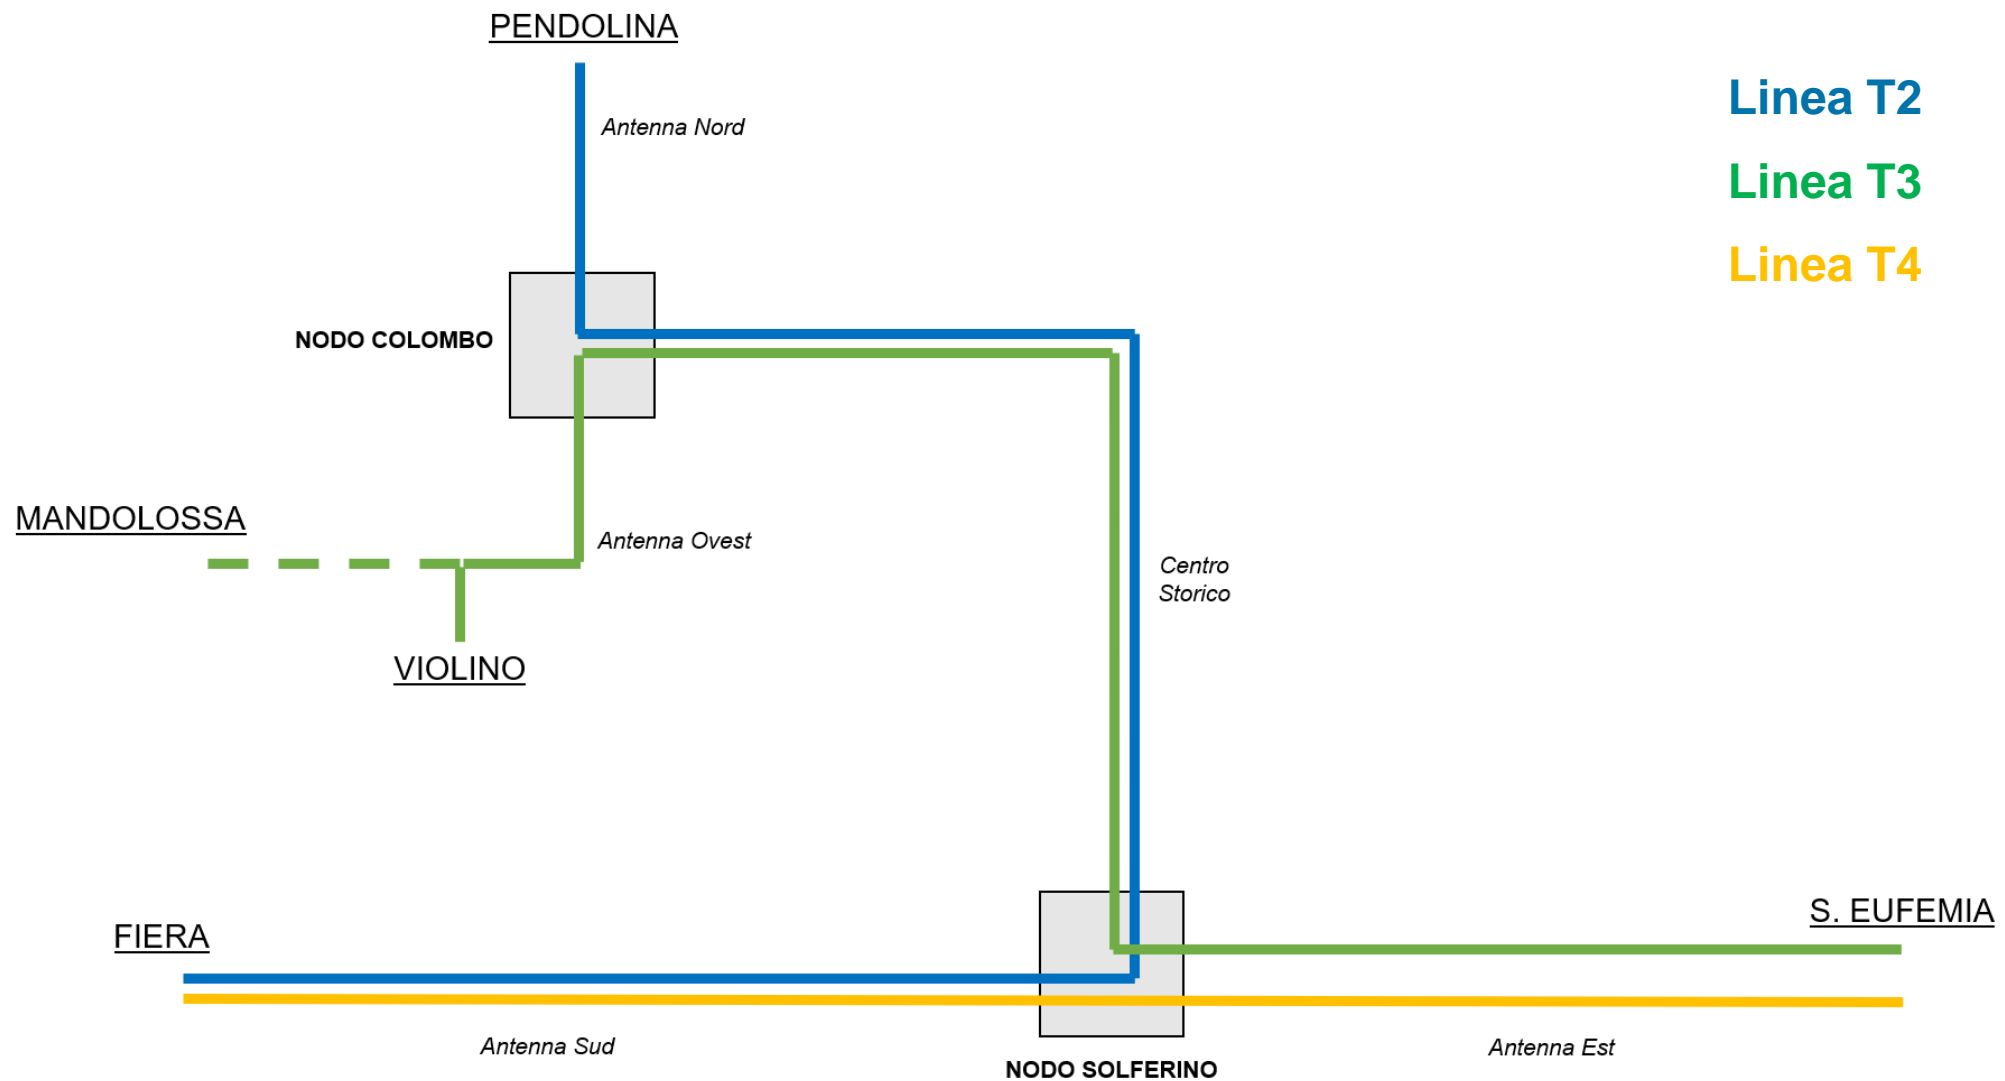 PENDOLINA
Linea T2
Antenna Nord
Linea T3
Linea T4
NODO COLOMBO
MANDOLOSSA
Antenna Ovest
Centro
Storico
VIOLINO
S. EUFEMIA
FIERA
Antenna Sud
Antenna Est
NODO SOLFERINO